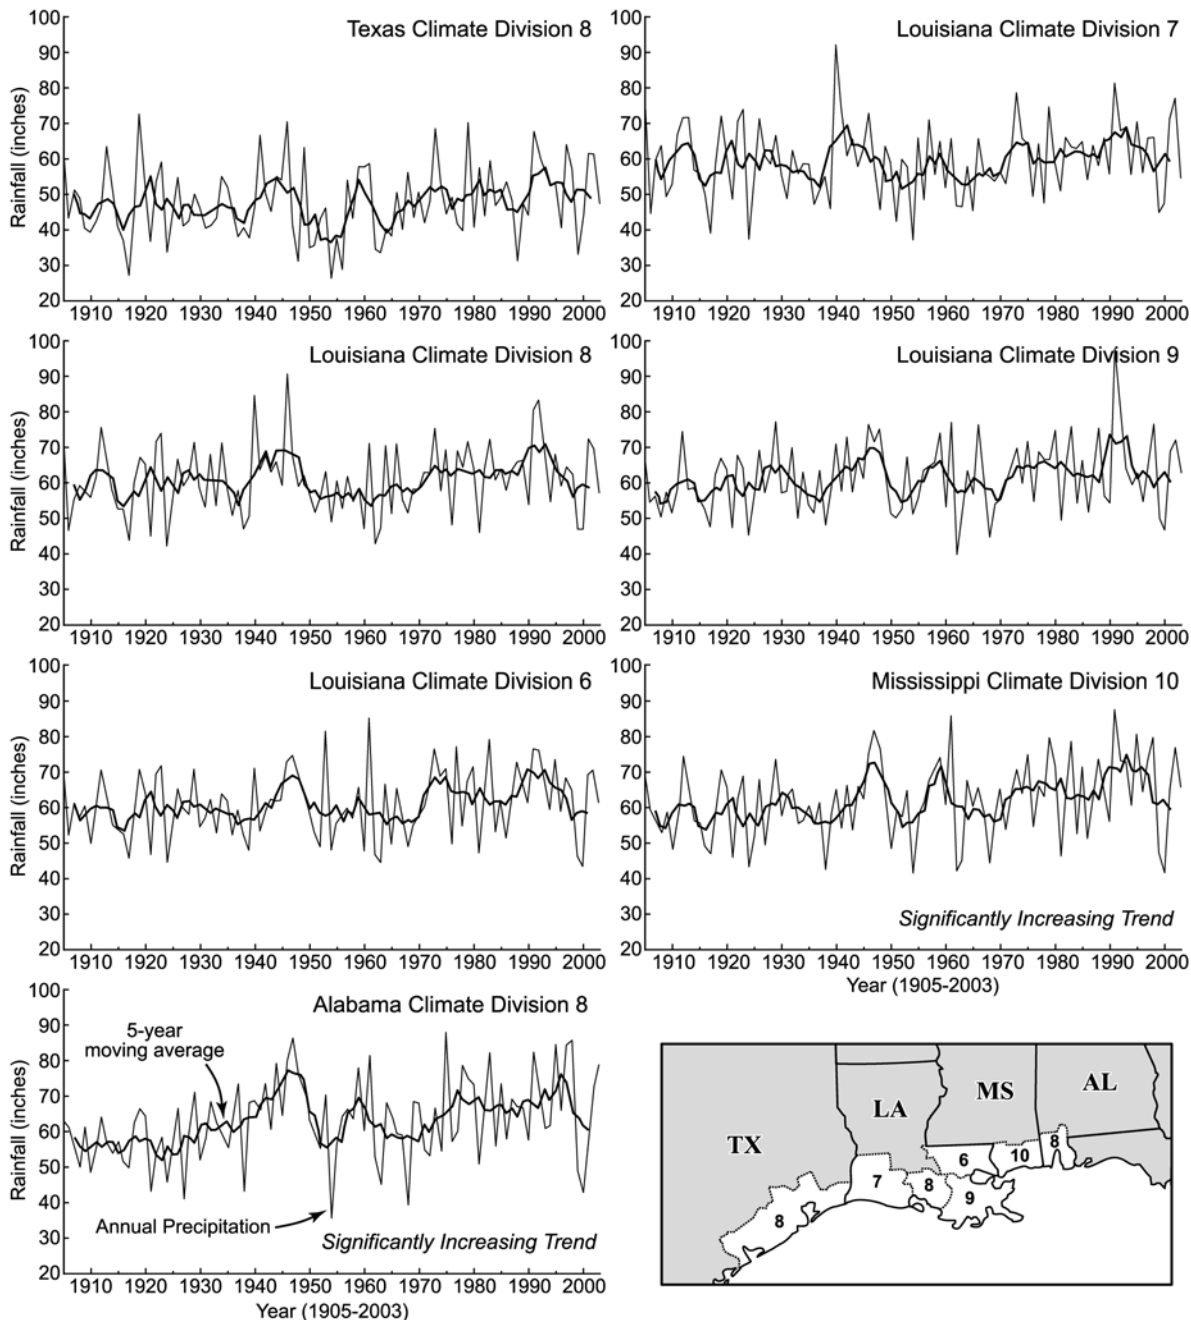 Texas Climate Division 8
Rainfall (inches)
100
90
80
70
60
50
40
30
20
1910 1920 1930 1940 1950 1960 1970 1980 1990 2000
Louisiana Climate Division 7
100
90
80
70
60
50
40
30
20
1910 1920 1930 1940 1950 1960 1970 1980 1990 2000
Louisiana Climate Division 8
Rainfall (inches)
100
90
80
70
60
50
40
30
20
1910 1920 1930 1940 1950 1960 1970 1980 1990 2000
Louisiana Climate Division 9
100
90
80
70
60
50
40
30
20
1910 1920 1930 1940 1950 1960 1970 1980 1990 2000
Louisiana Climate Division 6
Rainfall (inches)
100
90
80
70
60
50
40
30
20
1910 1920 1930 1940 1950 1960 1970 1980 1990 2000
Mississippi Climate Division 10
100
90
80
70
60
50
40
30
20
Significantly Increasing Trend
1910 1920 1930 1940 1950 1960 1970 1980 1990 2000
Year (1905-2003)
Alabama Climate Division 8
Rainfall (inches)
100
90
80
70
60
50
40
30
20
5-year
moving average
Annual Precipitation
Significantly Increasing Trend
1910 1920 1930 1940 1950 1960 1970 1980 1990 2000
Year (1905-2003)
TX
LA
MS
AL
8
7
8
9
6
10
8